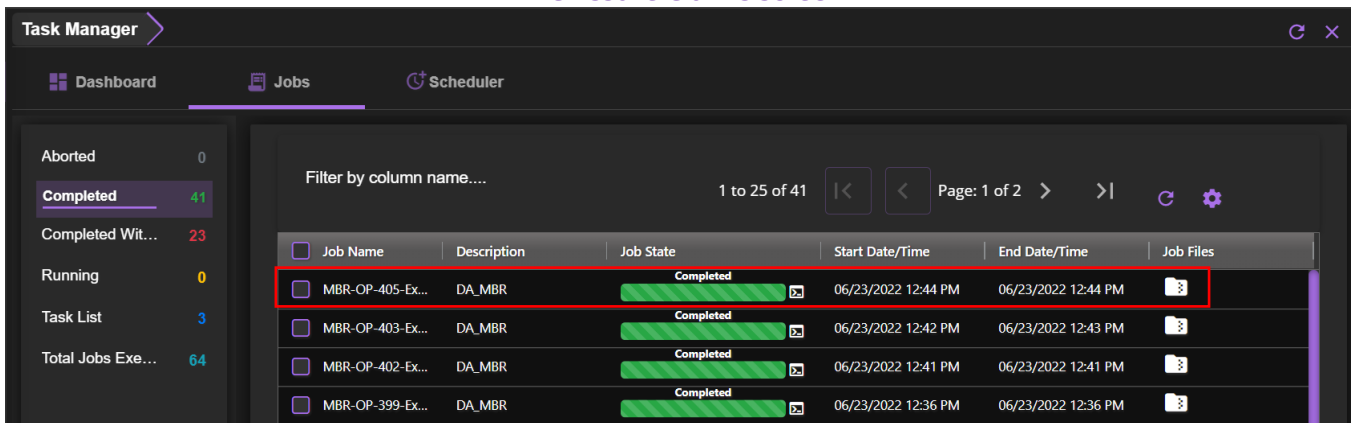 Task Manager
Dashboard Jobs Scheduler
Aborted 0
Completed 41
Completed Wit... 23
Running 0
Task List 3
Total Jobs Exe... 64
Filter by column name....
1 to 25 of 41 Page: 1 of 2
Job Name Description Job State Start Date/Time End Date/Time Job Files
MBR-OP-405-Ex... DA_MBR Completed 06/23/2022 12:44 PM 06/23/2022 12:44 PM
MBR-OP-403-Ex... DA_MBR Completed 06/23/2022 12:42 PM 06/23/2022 12:43 PM
MBR-OP-402-Ex... DA_MBR Completed 06/23/2022 12:41 PM 06/23/2022 12:41 PM
MBR-OP-399-Ex... DA_MBR Completed 06/23/2022 12:36 PM 06/23/2022 12:36 PM